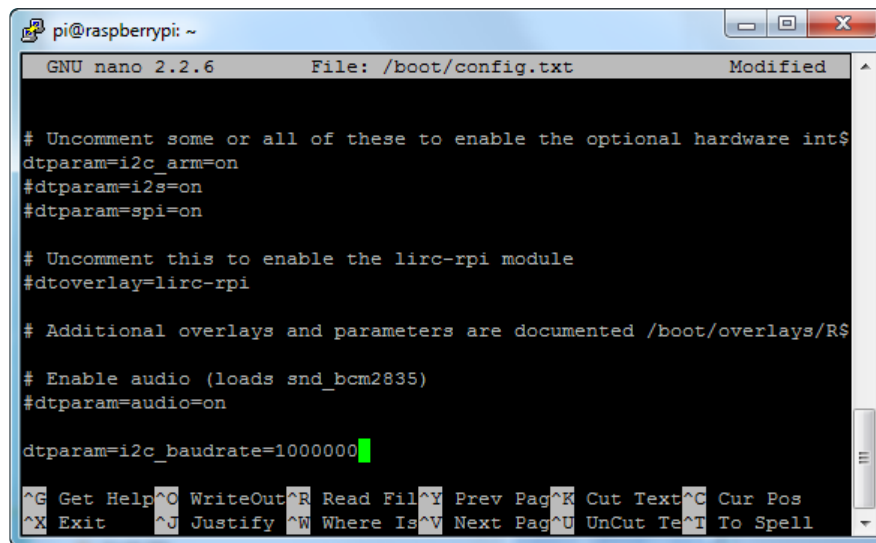 pi@raspberrypi: ~
GNU nano 2.2.6 File: /boot/config.txt Modified
# Uncomment some or all of these to enable the optional hardware int$
dtparam=i2c_arm=on
#dtparam=i2s=on
#dtparam=spi=on
# Uncomment this to enable the lirc-rpi module
#dtoverlay=lirc-rpi
# Additional overlays and parameters are documented /boot/overlays/R$
# Enable audio (loads snd_bcm2835)
#dtparam=audio=on
dtparam=i2c_baudrate=1000000
^G Get Help^O WriteOut^R Read Fil^Y Prev Pag^K Cut Text^C Cur Pos
^X Exit ^J Justify ^W Where Is^V Next Pag^U UnCut Te^T To Spell